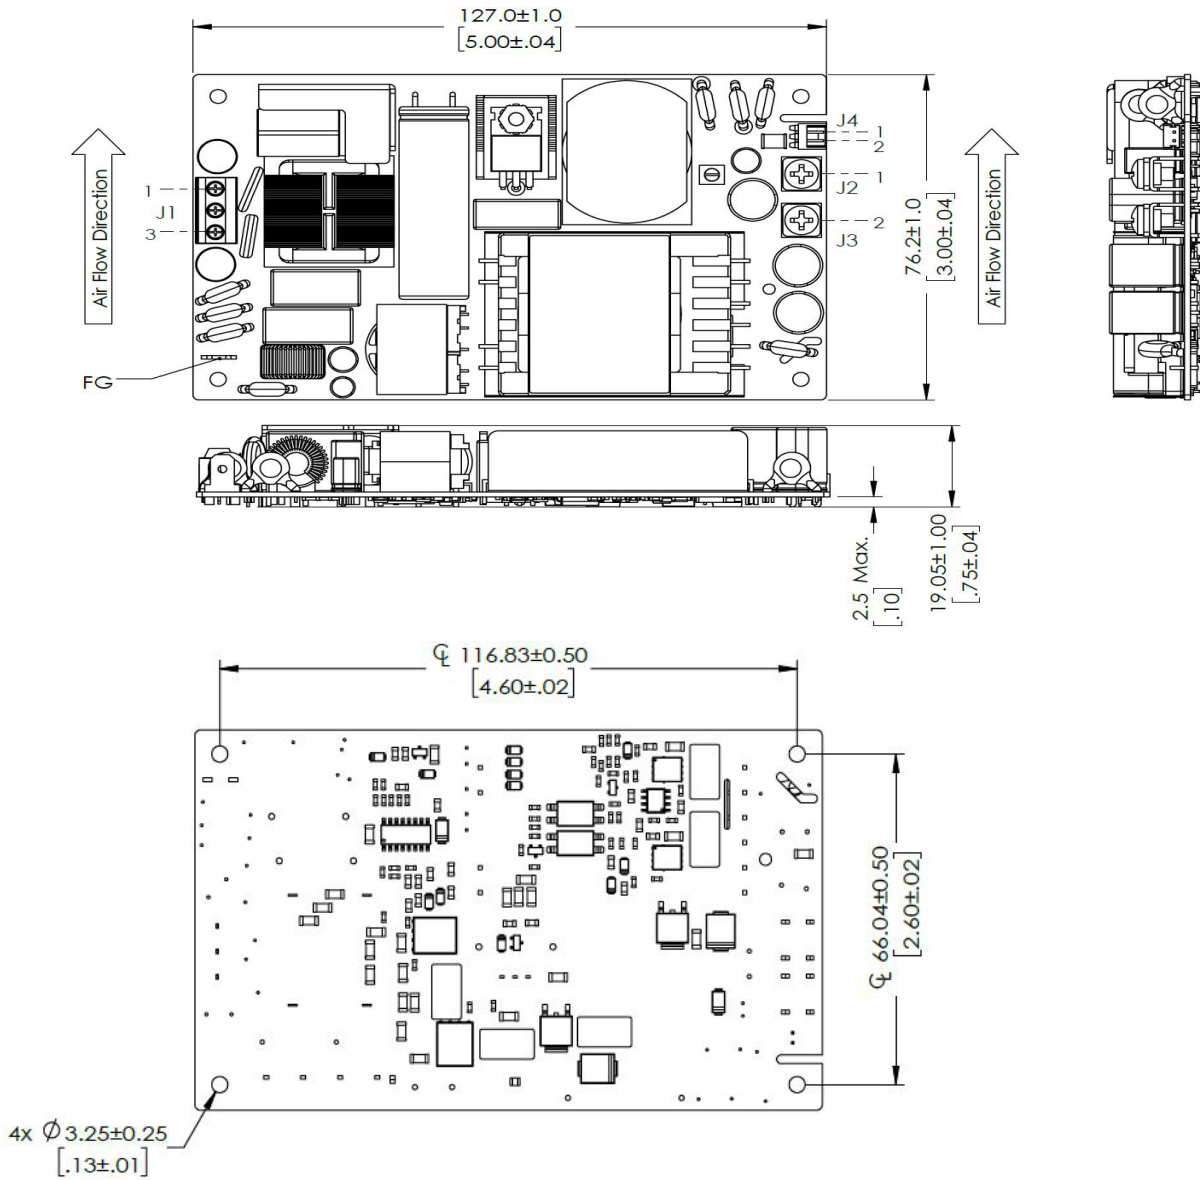 127.0±1.0
[5.00±.04]
J4
1
2
1
J2
2
J3
1
J1
3
Air Flow Direction
FG
76.2±1.0
[3.00±.04]
Air Flow Direction
2.5 Max.
[.10]
19.05±1.00
[.75±.04]
℄ 116.83±0.50
[4.60±.02]
℄ 66.04±0.50
[2.60±.02]
4x ∅3.25±0.25
[.13±.01]